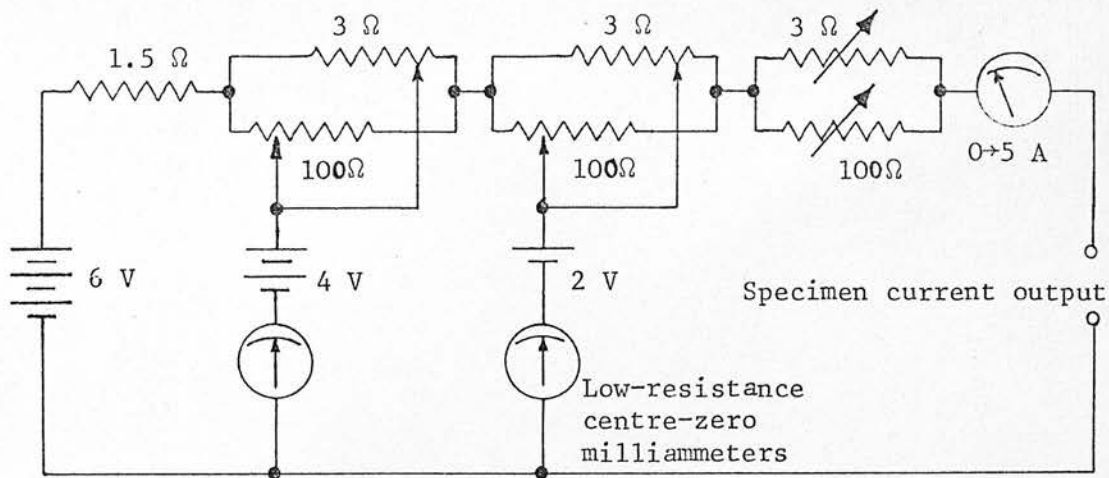 1.5 Ω
3 Ω
3 Ω
3 Ω
100Ω
100Ω
100Ω
0→5 A
6 V
4 V
2 V
Specimen current output
Low-resistance
centre-zero
milliammeters